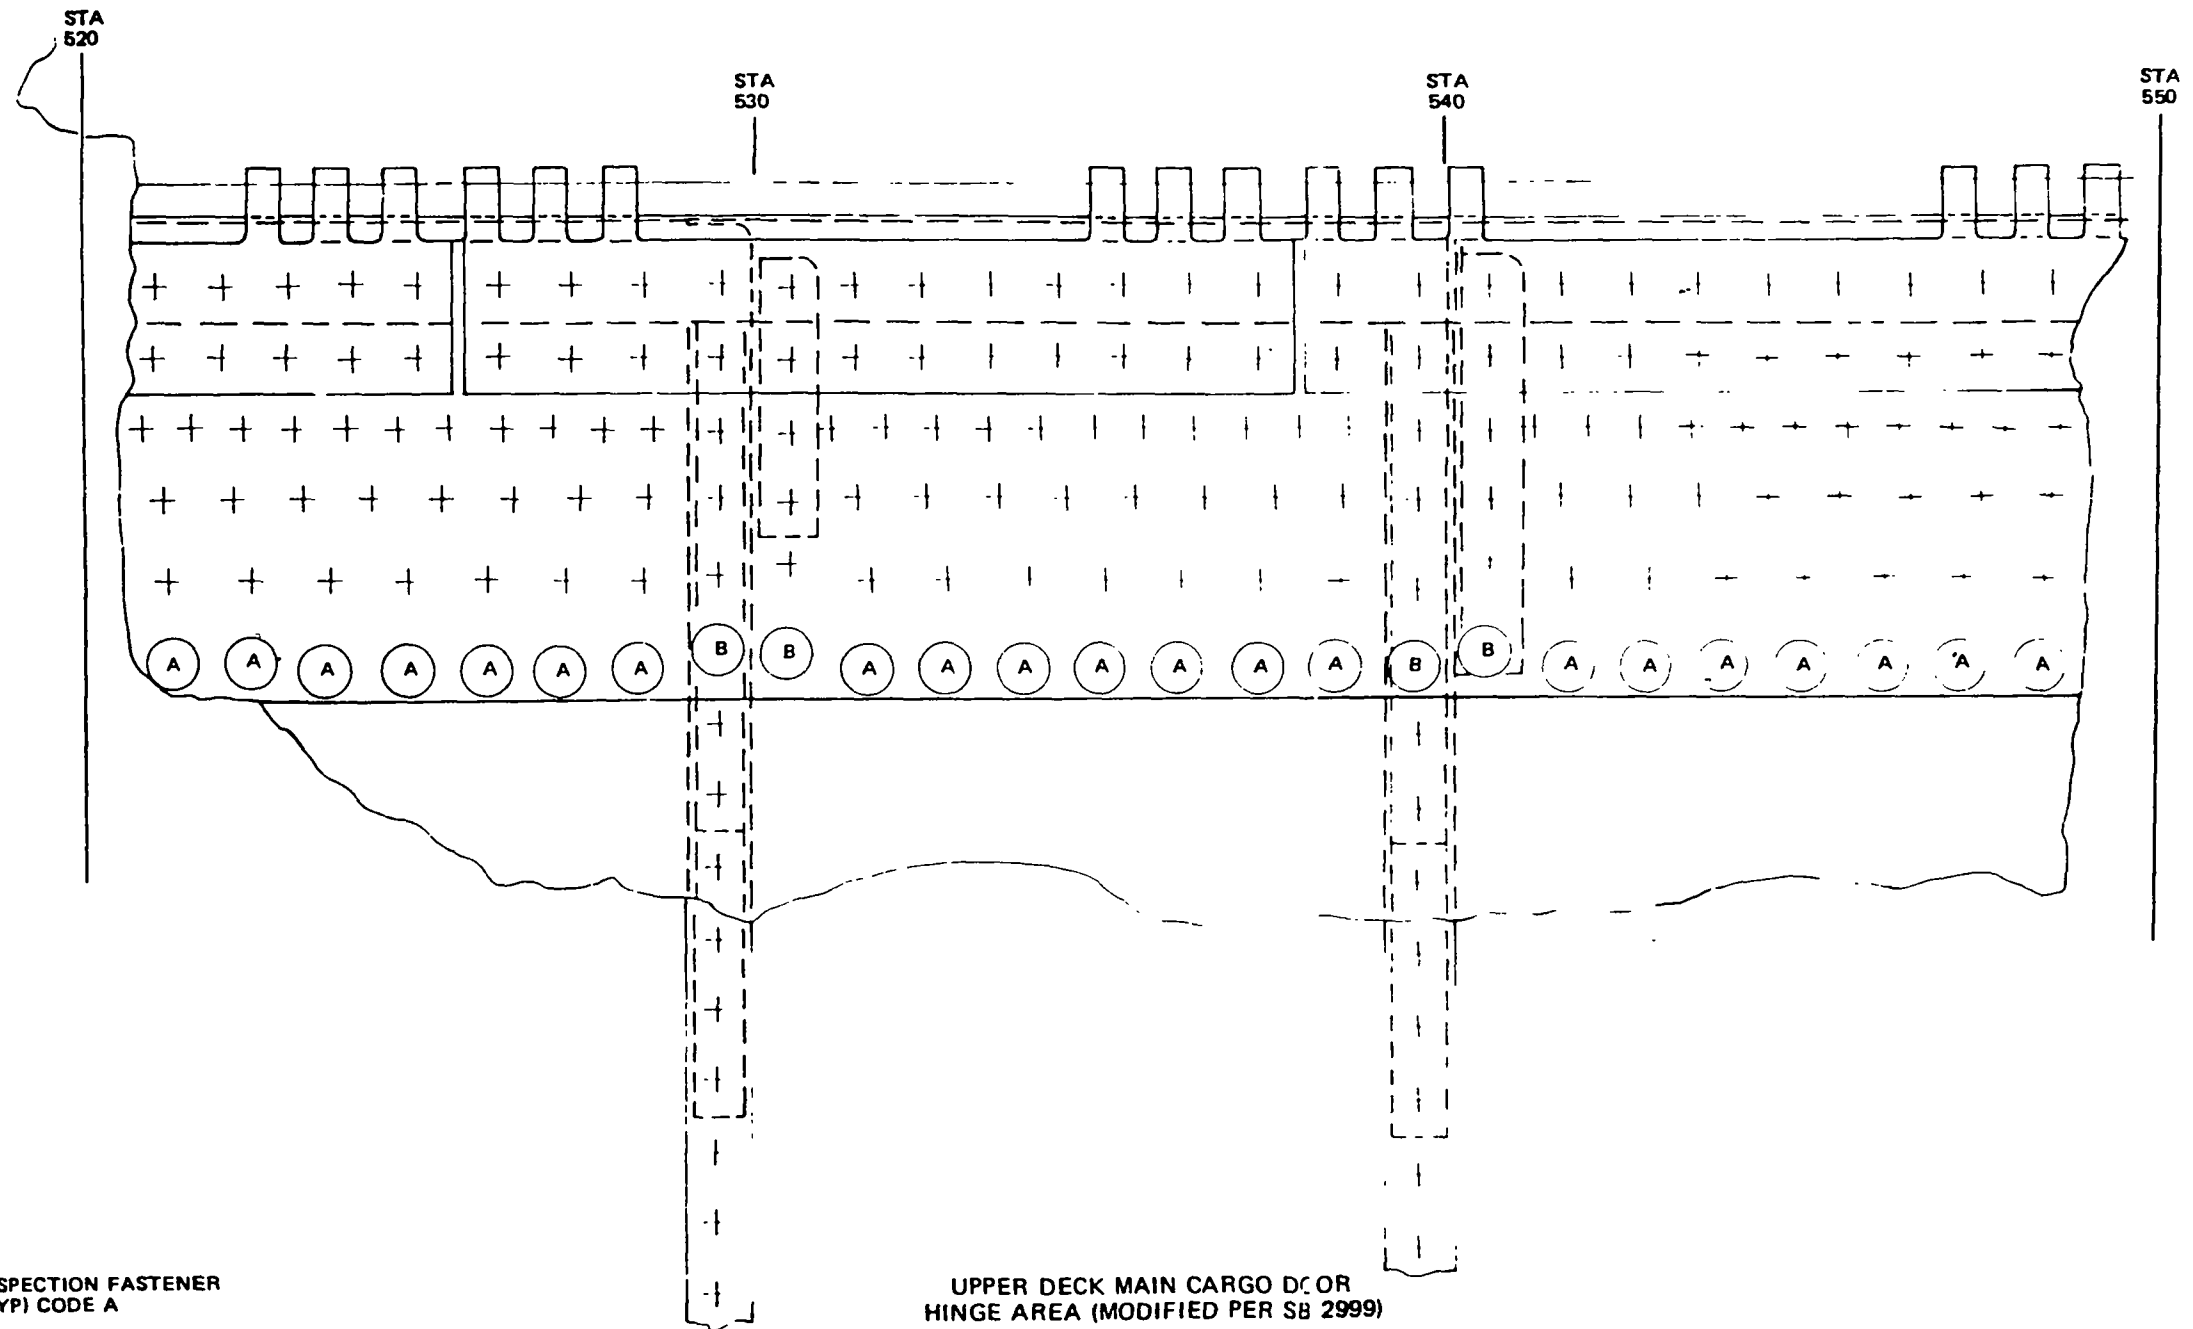 STA
520
STA
530
STA
540
STA
550
A A A A A A A B B A A A A A A A B B A A A A A A A
SPECTION FASTENER
YP) CODE A
UPPER DECK MAIN CARGO DOOR
HINGE AREA (MODIFIED PER SB 2999)